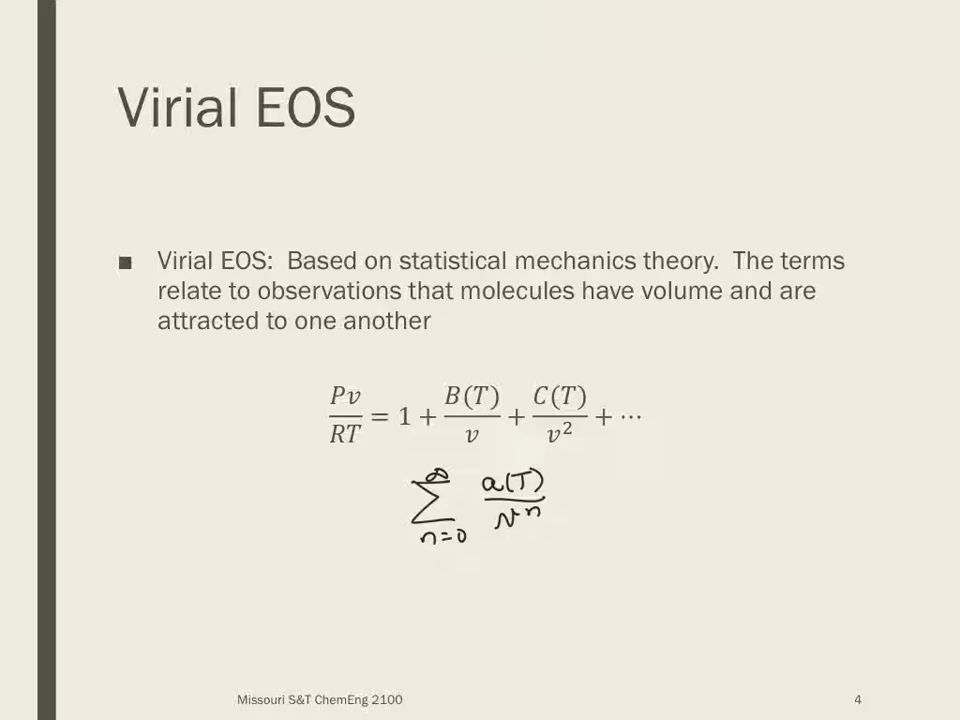 Virial EOS
■ Virial EOS: Based on statistical mechanics theory. The terms
relate to observations that molecules have volume and are
attracted to one another
Pv/RT = 1 + B(T)/v + C(T)/v² + ⋯
∞
∑ a(T)/vⁿ
n=0
Missouri S&T ChemEng 2100 4